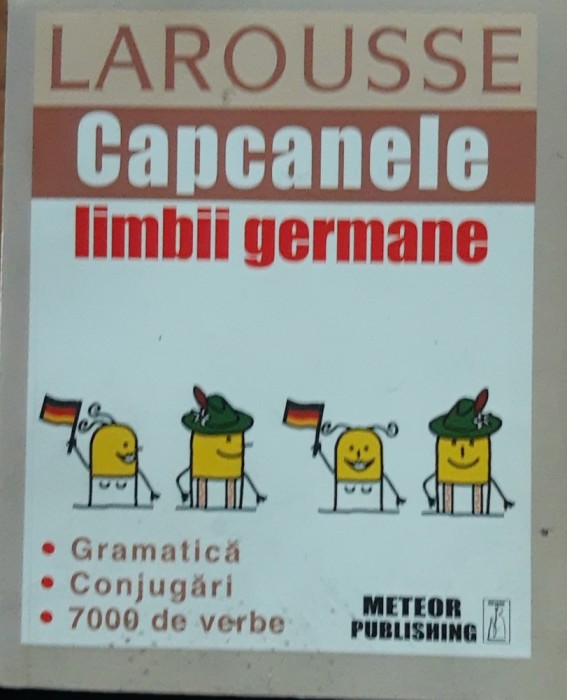 LAROUSSE
Capcanele
limbii germane
• Gramatică
• Conjugări
• 7000 de verbe
METEOR
PUBLISHING